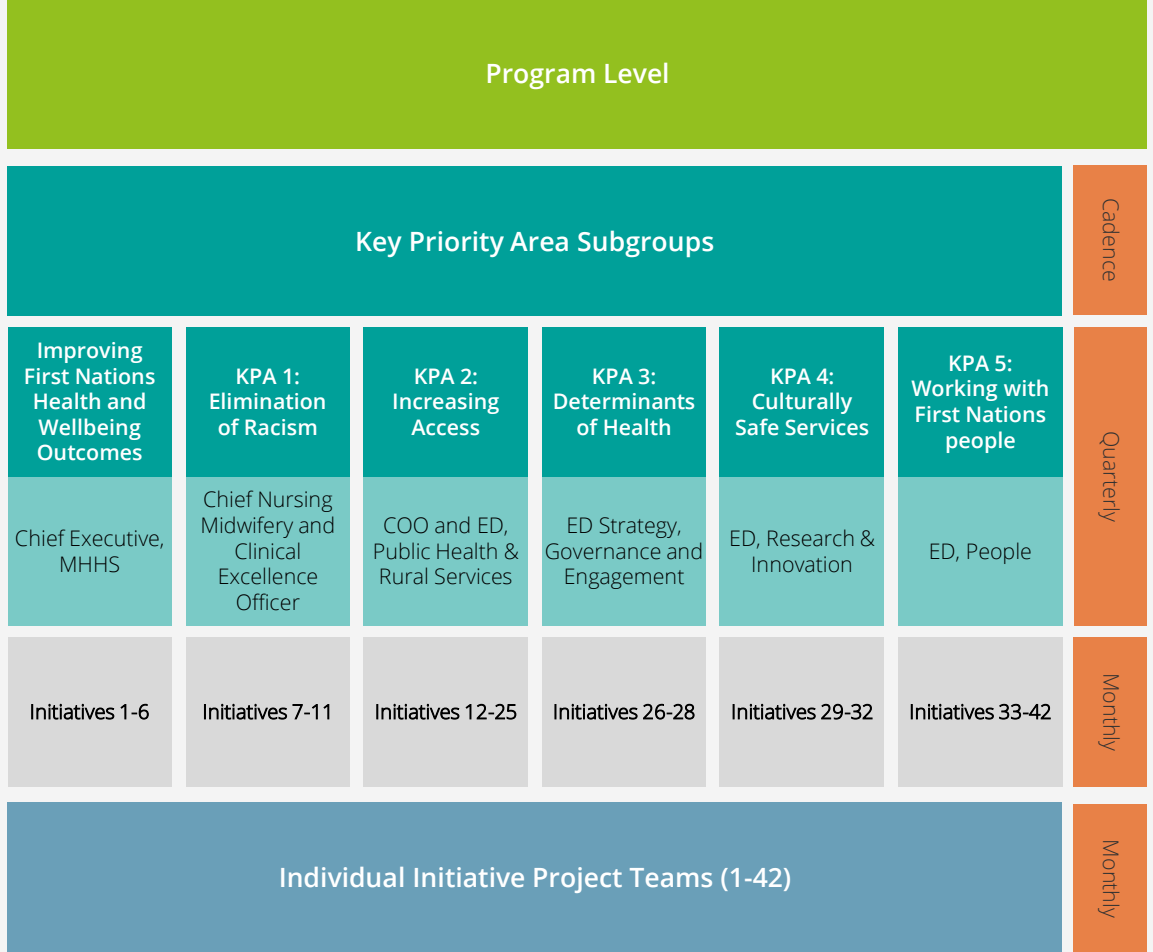 Program Level
Key Priority Area Subgroups
Cadence
Improving
First Nations
Health and
Wellbeing
Outcomes
KPA 1:
Elimination
of Racism
KPA 2:
Increasing
Access
KPA 3:
Determinants
of Health
KPA 4:
Culturally
Safe Services
KPA 5:
Working with
First Nations
people
Quarterly
Chief Executive,
MHHS
Chief Nursing
Midwifery and
Clinical
Excellence
Officer
COO and ED,
Public Health &
Rural Services
ED Strategy,
Governance and
Engagement
ED, Research &
Innovation
ED, People
Initiatives 1-6
Initiatives 7-11
Initiatives 12-25
Initiatives 26-28
Initiatives 29-32
Initiatives 33-42
Monthly
Individual Initiative Project Teams (1-42)
Monthly